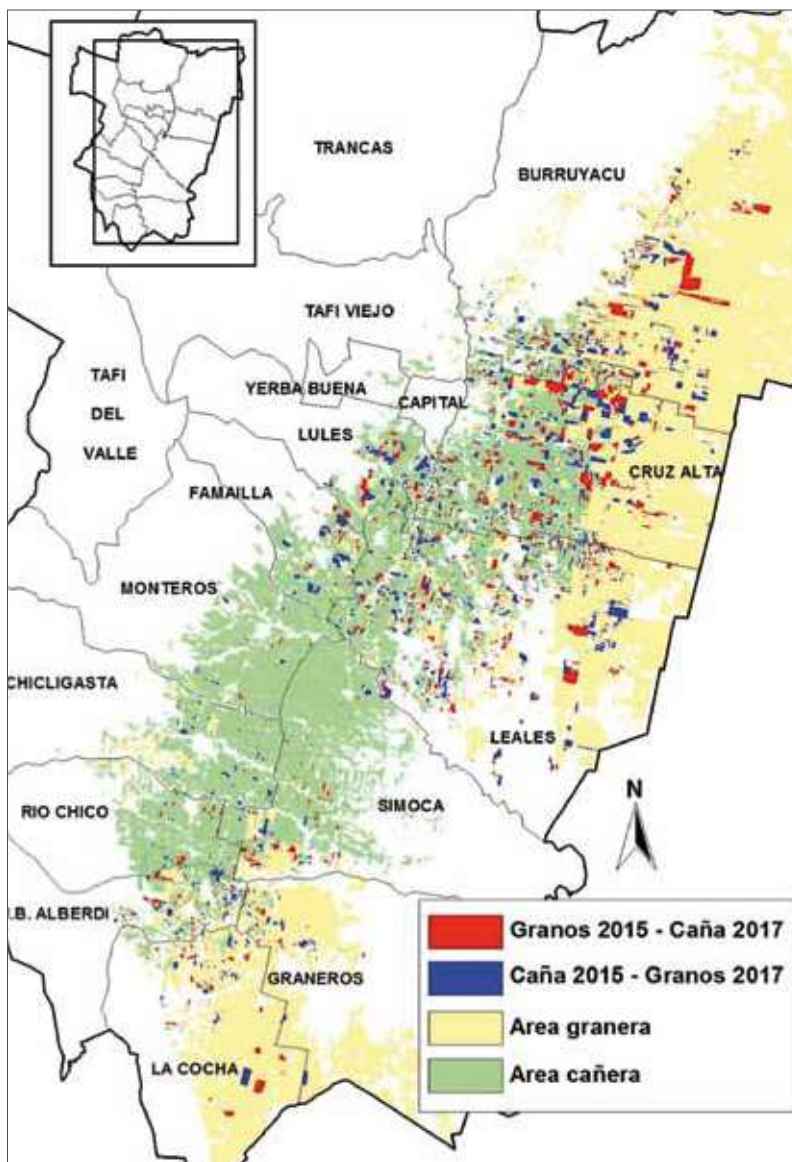 TRANCAS
BURRUYACU
TAFI VIEJO
TAFI
DEL
VALLE
YERBA BUENA
CAPITAL
LULES
CRUZ ALTA
FAMAILLA
MONTEROS
CHICLIGASTA
LEALES
N
RIO CHICO
SIMOCA
.B. ALBERDI
GRANEROS
LA COCHA
Granos 2015 - Caña 2017
Caña 2015 - Granos 2017
Area granera
Area cañera